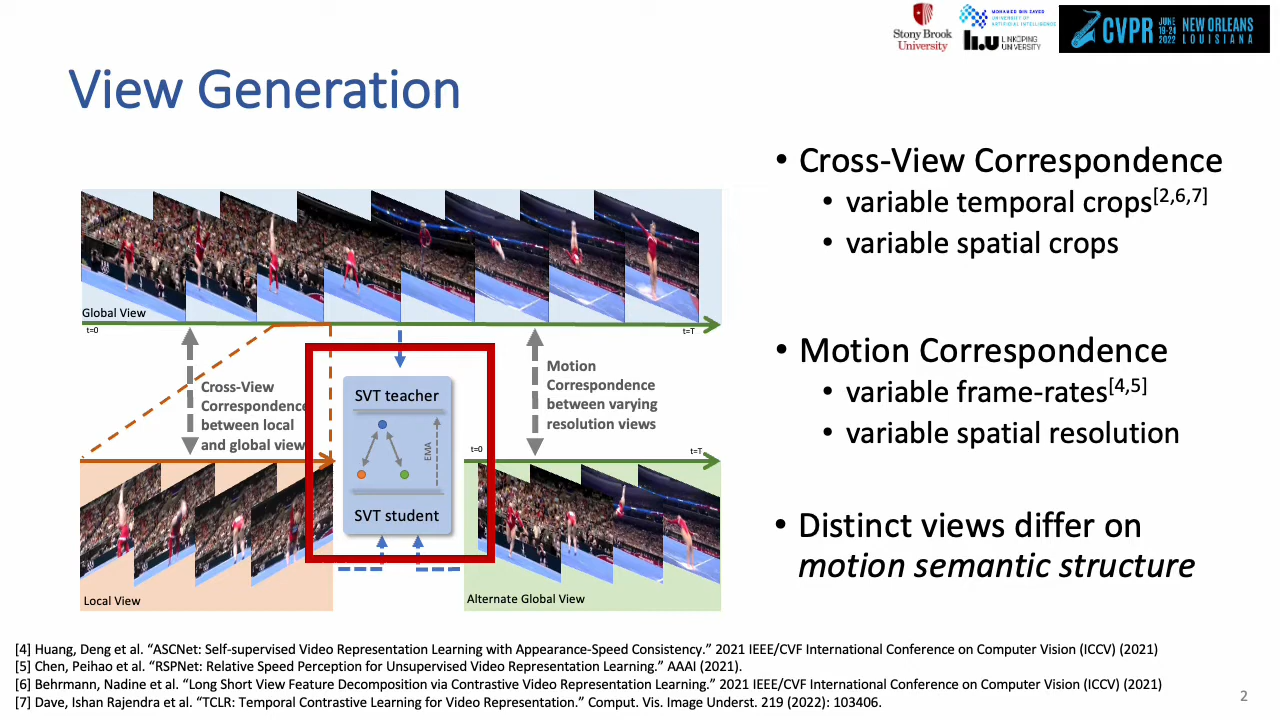 Stony Brook
University
MOHAMED BIN ZAYED
UNIVERSITY OF
ARTIFICIAL INTELLIGENCE
LINKÖPING
UNIVERSITY
CVPR JUNE 19-24 2022 NEW ORLEANS LOUISIANA
View Generation
• Cross-View Correspondence
• variable temporal crops[2,6,7]
• variable spatial crops
• Motion Correspondence
• variable frame-rates[4,5]
• variable spatial resolution
• Distinct views differ on
motion semantic structure
Global View
t=0
t=T
Cross-View
Correspondence
between local
and global view
SVT teacher
EMA
SVT student
Motion
Correspondence
between varying
resolution views
t=0
t=T
Local View
Alternate Global View
[4] Huang, Deng et al. “ASCNet: Self-supervised Video Representation Learning with Appearance-Speed Consistency.” 2021 IEEE/CVF International Conference on Computer Vision (ICCV) (2021)
[5] Chen, Peihao et al. “RSPNet: Relative Speed Perception for Unsupervised Video Representation Learning.” AAAI (2021).
[6] Behrmann, Nadine et al. “Long Short View Feature Decomposition via Contrastive Video Representation Learning.” 2021 IEEE/CVF International Conference on Computer Vision (ICCV) (2021)
[7] Dave, Ishan Rajendra et al. “TCLR: Temporal Contrastive Learning for Video Representation.” Comput. Vis. Image Underst. 219 (2022): 103406.
2